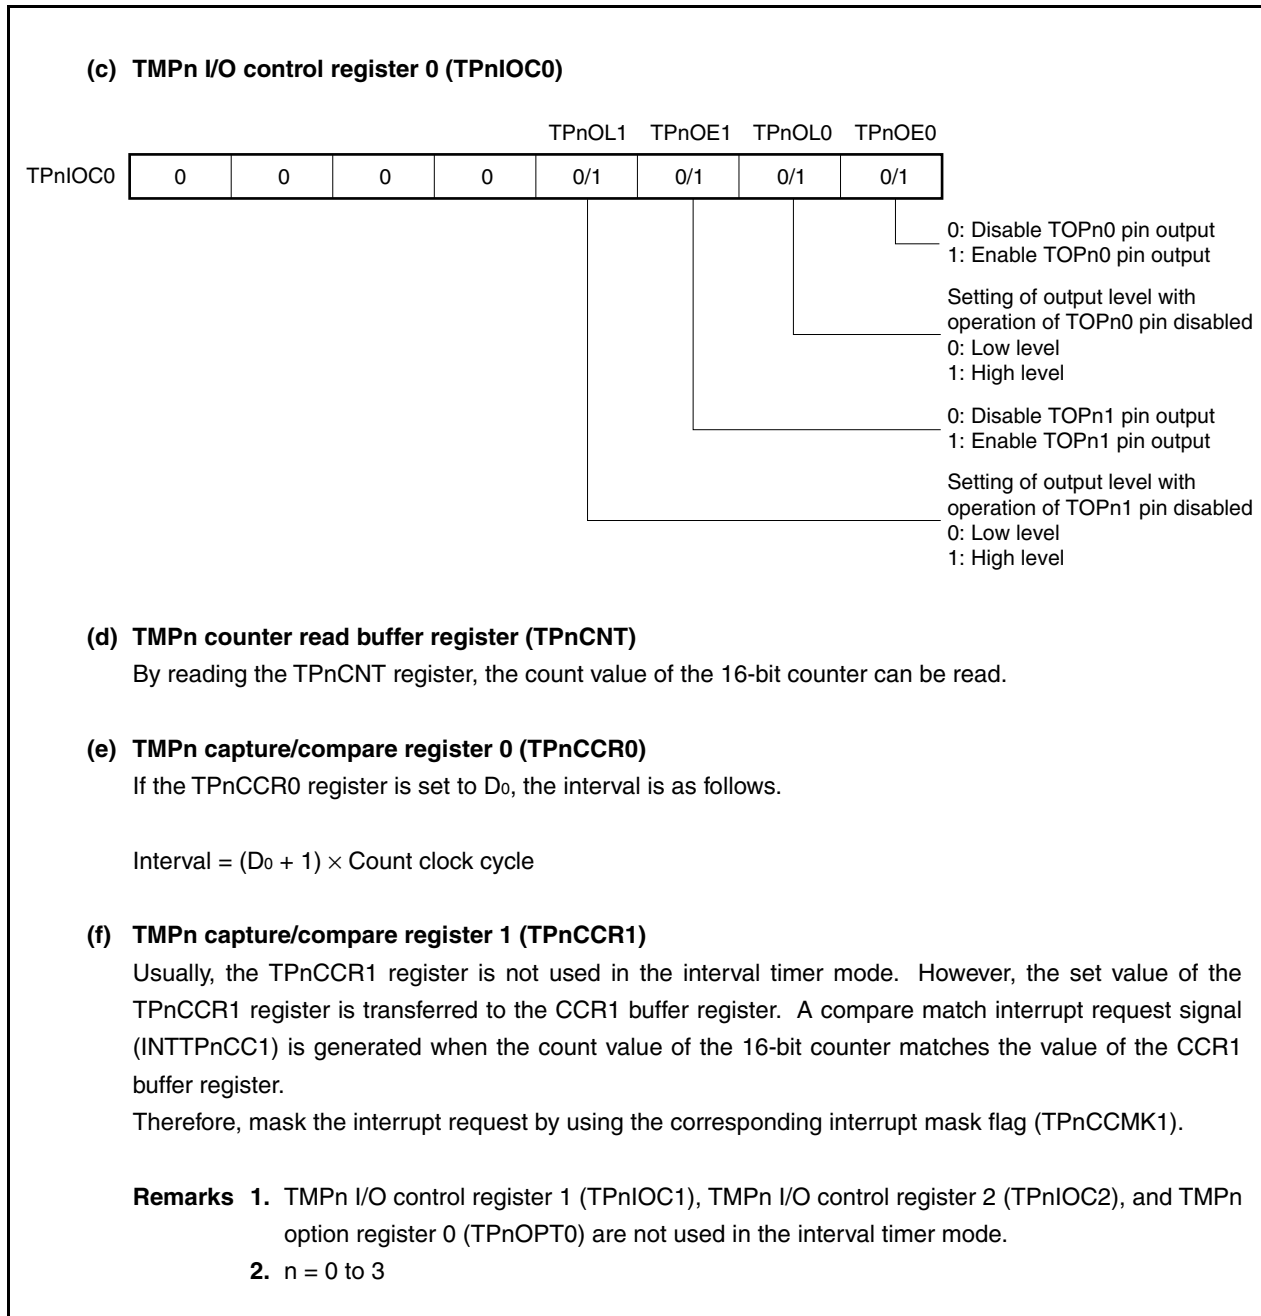 (c) TMPn I/O control register 0 (TPnIOC0)
TPnOL1 TPnOE1 TPnOL0 TPnOE0
TPnIOC0 0 0 0 0 0/1 0/1 0/1 0/1
0: Disable TOPn0 pin output
1: Enable TOPn0 pin output
Setting of output level with
operation of TOPn0 pin disabled
0: Low level
1: High level
0: Disable TOPn1 pin output
1: Enable TOPn1 pin output
Setting of output level with
operation of TOPn1 pin disabled
0: Low level
1: High level
(d) TMPn counter read buffer register (TPnCNT)
By reading the TPnCNT register, the count value of the 16-bit counter can be read.
(e) TMPn capture/compare register 0 (TPnCCR0)
If the TPnCCR0 register is set to D0, the interval is as follows.
Interval = (D0 + 1) × Count clock cycle
(f) TMPn capture/compare register 1 (TPnCCR1)
Usually, the TPnCCR1 register is not used in the interval timer mode. However, the set value of the
TPnCCR1 register is transferred to the CCR1 buffer register. A compare match interrupt request signal
(INTTPnCC1) is generated when the count value of the 16-bit counter matches the value of the CCR1
buffer register.
Therefore, mask the interrupt request by using the corresponding interrupt mask flag (TPnCCMK1).
Remarks 1. TMPn I/O control register 1 (TPnIOC1), TMPn I/O control register 2 (TPnIOC2), and TMPn
option register 0 (TPnOPT0) are not used in the interval timer mode.
2. n = 0 to 3